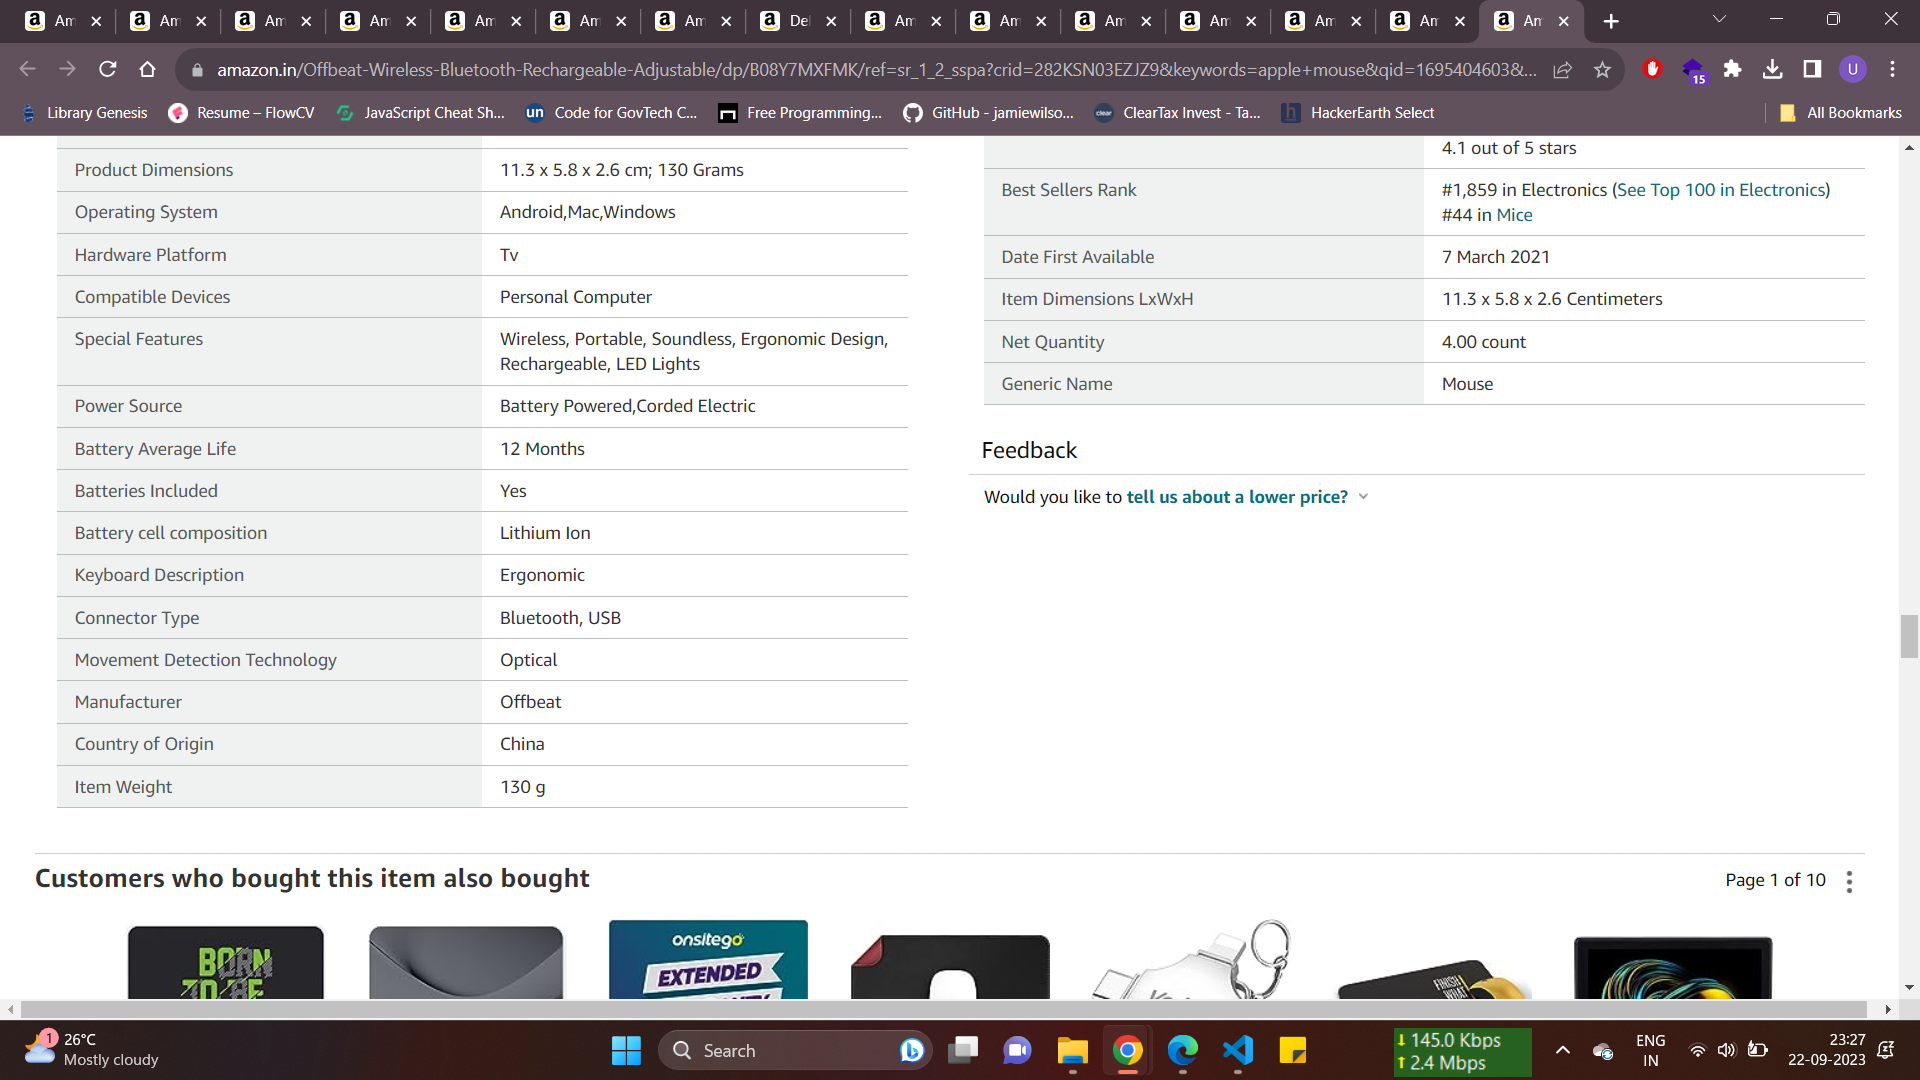 Am
Am
Am
Am
Am
Am
Am
Del
Am
Am
Am
Am
Am
Am
Am
amazon.in/Offbeat-Wireless-Bluetooth-Rechargeable-Adjustable/dp/B08Y7MXFMK/ref=sr_1_2_sspa?crid=282KSN03EZJZ9&keywords=apple+mouse&qid=1695404603&...
15
U
Library Genesis
Resume – FlowCV
JavaScript Cheat Sh...
un Code for GovTech C...
Free Programming...
GitHub - jamiewilso...
clear ClearTax Invest - Ta...
h HackerEarth Select
All Bookmarks
Product Dimensions 11.3 x 5.8 x 2.6 cm; 130 Grams
Operating System Android,Mac,Windows
Hardware Platform Tv
Compatible Devices Personal Computer
Special Features Wireless, Portable, Soundless, Ergonomic Design,
Rechargeable, LED Lights
Power Source Battery Powered,Corded Electric
Battery Average Life 12 Months
Batteries Included Yes
Battery cell composition Lithium Ion
Keyboard Description Ergonomic
Connector Type Bluetooth, USB
Movement Detection Technology Optical
Manufacturer Offbeat
Country of Origin China
Item Weight 130 g
4.1 out of 5 stars
Best Sellers Rank #1,859 in Electronics (See Top 100 in Electronics)
#44 in Mice
Date First Available 7 March 2021
Item Dimensions LxWxH 11.3 x 5.8 x 2.6 Centimeters
Net Quantity 4.00 count
Generic Name Mouse
Feedback
Would you like to tell us about a lower price?
Customers who bought this item also bought
Page 1 of 10
BORN
TO BE
onsitego
EXTENDED
FINISH
WHAT
1
26°C
Mostly cloudy
Search
145.0 Kbps
2.4 Mbps
ENG
IN
23:27
22-09-2023